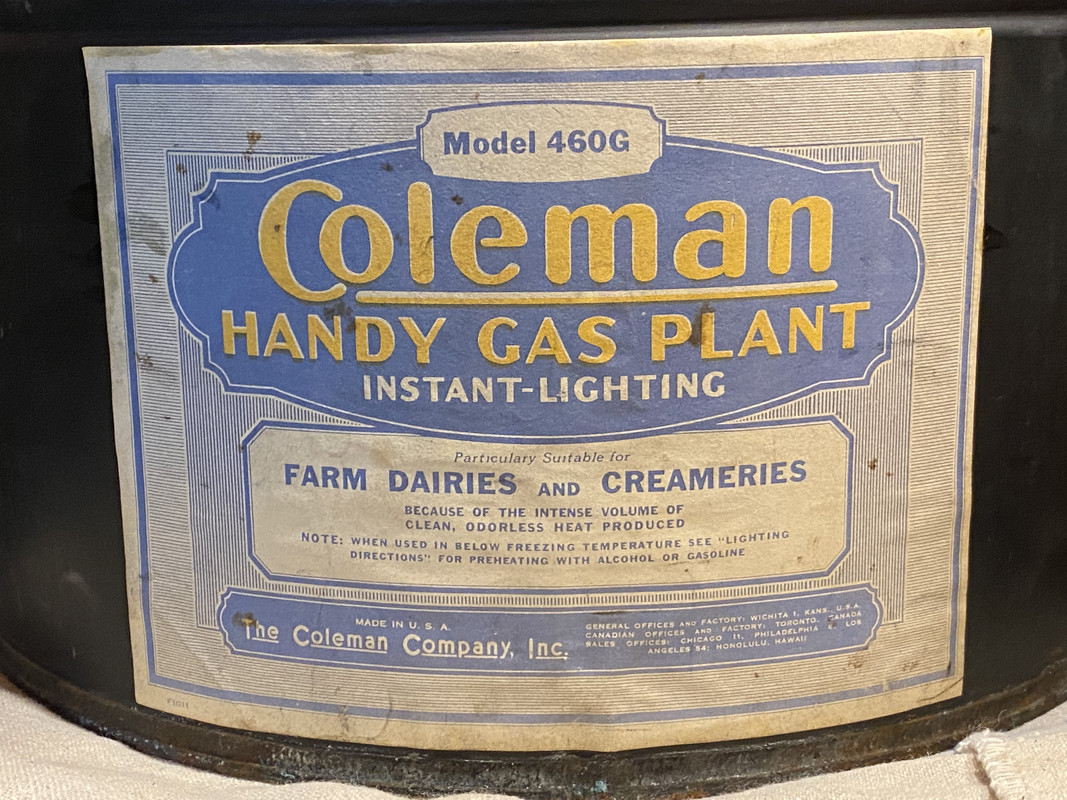 Model 460G
Coleman
HANDY GAS PLANT
INSTANT-LIGHTING
Particulary Suitable for
FARM DAIRIES AND CREAMERIES
BECAUSE OF THE INTENSE VOLUME OF
CLEAN, ODORLESS HEAT PRODUCED
NOTE: WHEN USED IN BELOW FREEZING TEMPERATURE SEE "LIGHTING
DIRECTIONS" FOR PREHEATING WITH ALCOHOL OR GASOLINE
MADE IN U. S. A.
The Coleman Company, Inc.
GENERAL OFFICES AND FACTORY: WICHITA 1, KANS., U.S.A.
CANADIAN OFFICES AND FACTORY: TORONTO, CANADA
SALES OFFICES: CHICAGO 11, PHILADELPHIA 8, LOS
ANGELES 54; HONOLULU, HAWAII